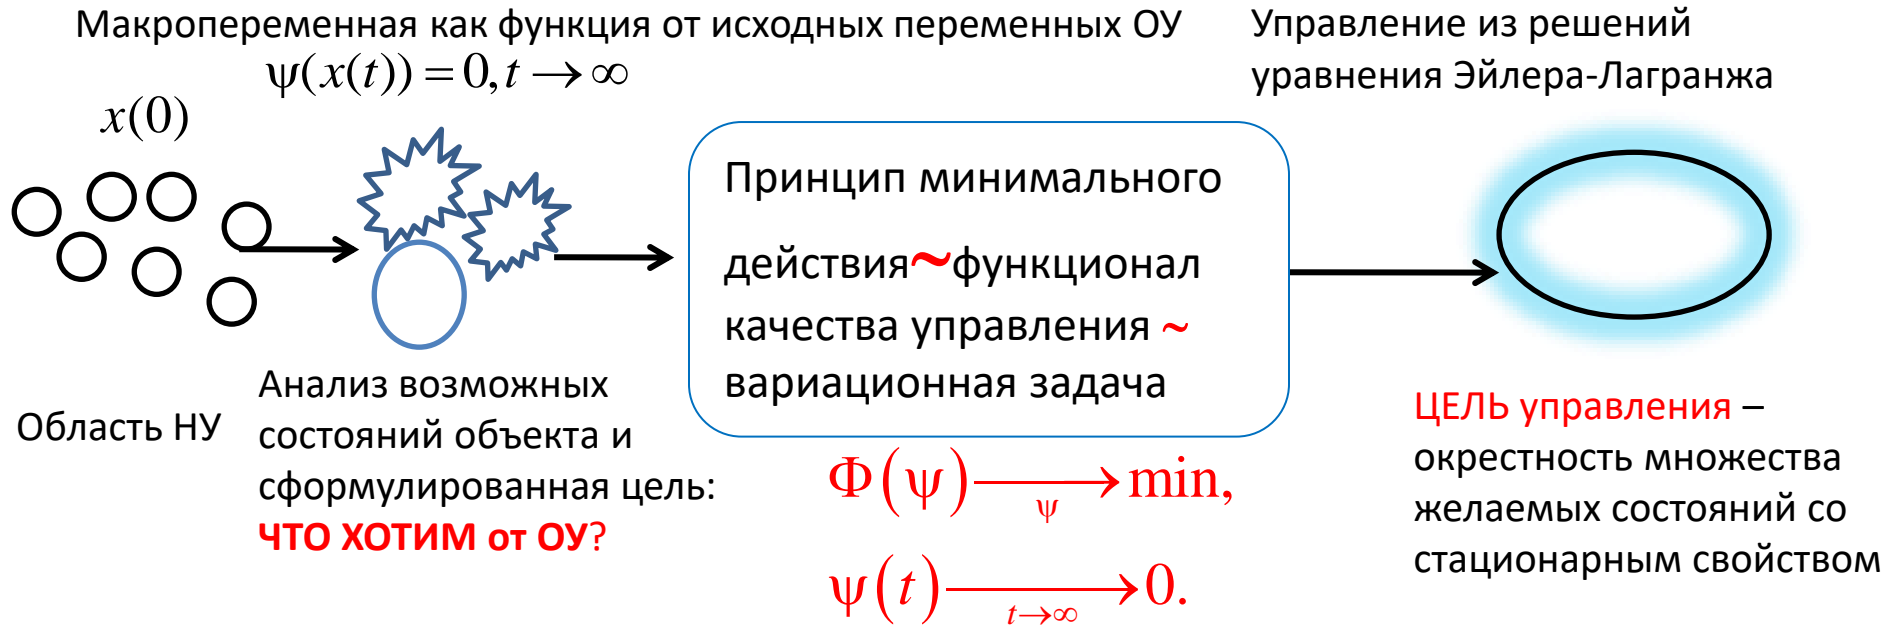 Макропеременная как функция от исходных переменных ОУ
ψ(x(t)) = 0, t → ∞
x(0)
Область НУ
Анализ возможных
состояний объекта и
сформулированная цель:
ЧТО ХОТИМ от ОУ?
Принцип минимального
действия~функционал
качества управления ~
вариационная задача
Φ(ψ) →ψ min,
ψ(t) →t→∞ 0.
Управление из решений
уравнения Эйлера-Лагранжа
ЦЕЛЬ управления –
окрестность множества
желаемых состояний со
стационарным свойством